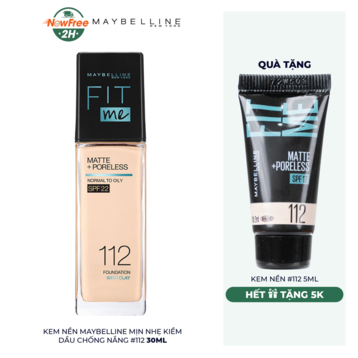 NowFree
2H
MAYBELLINE
NEW YORK
MAYBELLINE
NEW YORK
FIT
me
MATTE
+PORELESS
NORMAL TO OILY
SPF 22
112
FOUNDATION
WITH CLAY
KEM NỀN MAYBELLINE MỊN NHẸ KIỀM
DẦU CHỐNG NẮNG #112 30ML
QUÀ TẶNG
FIT
ME
MATTE
+PORELESS
MAYBELLINE
112
KEM NỀN #112 5ML
HẾT TẶNG 5K